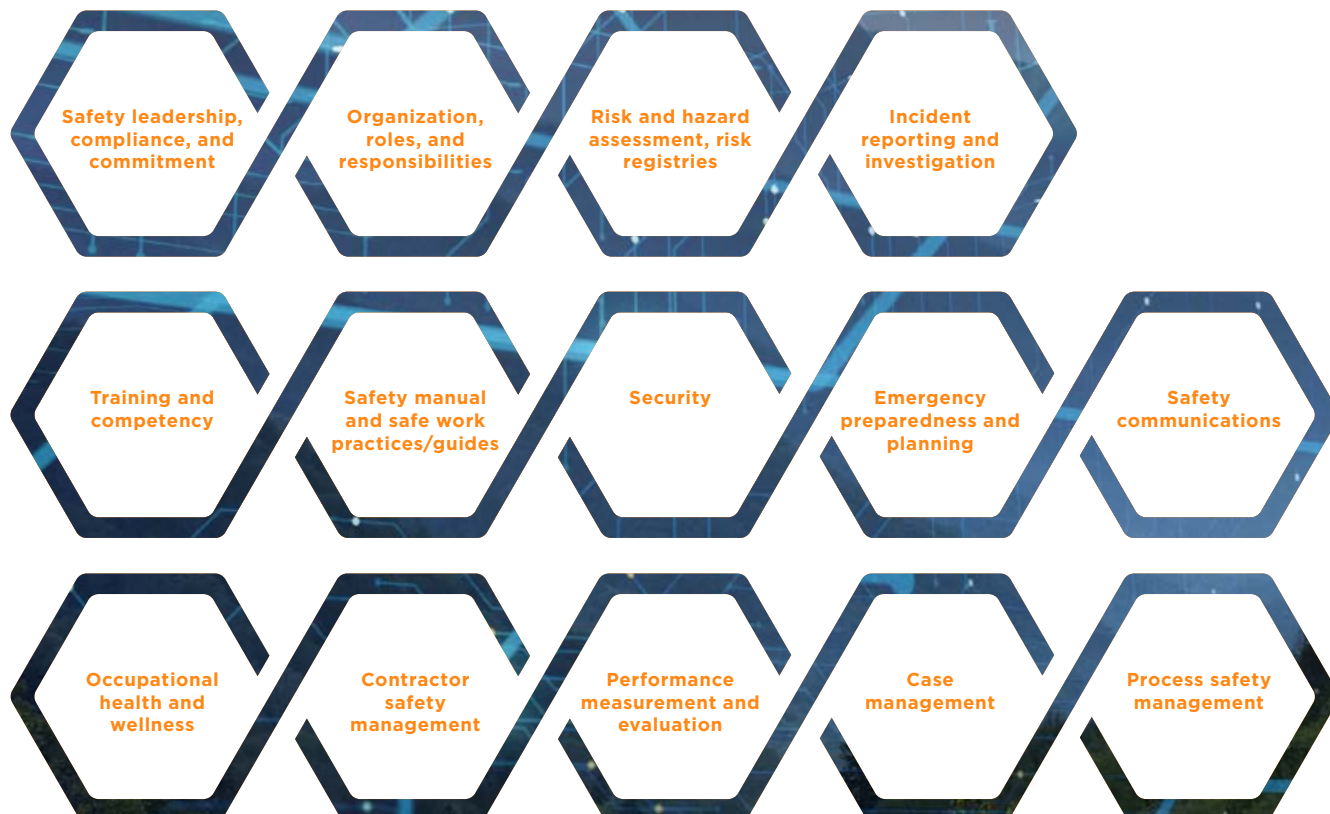 Safety leadership,
compliance, and
commitment
Organization,
roles, and
responsibilities
Risk and hazard
assessment, risk
registries
Incident
reporting and
investigation
Training and
competency
Safety manual
and safe work
practices/guides
Security
Emergency
preparedness and
planning
Safety
communications
Occupational
health and
wellness
Contractor
safety
management
Performance
measurement and
evaluation
Case
management
Process safety
management